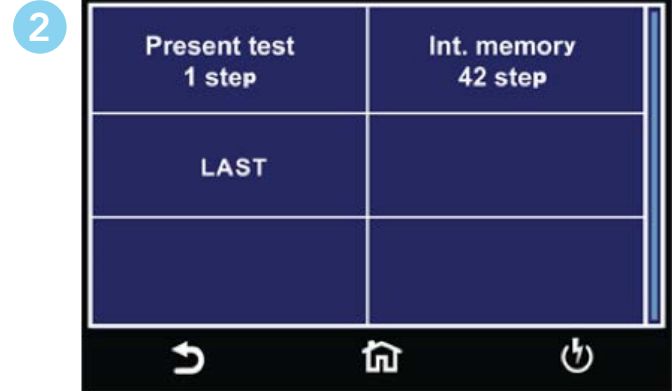 2
Present test
1 step
Int. memory
42 step
LAST